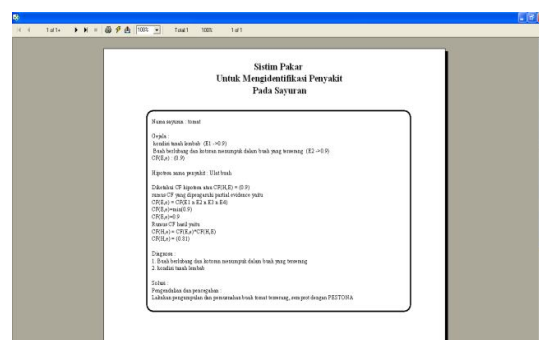 1 of 1+
100%
Total:1
100%
1 of 1
Sistim Pakar
Untuk Mengidentifikasi Penyakit
Pada Sayuran
Nama sayuran : tomat
Gejala :
kondisi tanah lembab (E1 ->0.9)
Buah berlubang dan kotoran menumpuk dalam buah yang terserang (E2 ->0.9)
CF(E,e) : (0.9)
Hipotesa nama penyakit : Ulat buah
Diketahui CF hipotesa atau CF(H,E) = (0.9)
rumus CF yang dipengaruhi partial evidence yaitu
CF(E,e) = CF(E1 n E2 n E3 n E4)
CF(E,e)=min(0.9)
CF(E,e)=0.9
Rumus CF hasil yaitu
CF(H,e) = CF(E,e)*CF(H,E)
CF(H,e) = (0.81)
Diagnosa :
1. Buah berlubang dan kotoran menumpuk dalam buah yang terserang
2. kondisi tanah lembab
Solusi :
Pengendalian dan pencegahan :
Lakukan pengumpulan dan pemusnahan buah tomat terserang, semprot dengan PESTONA